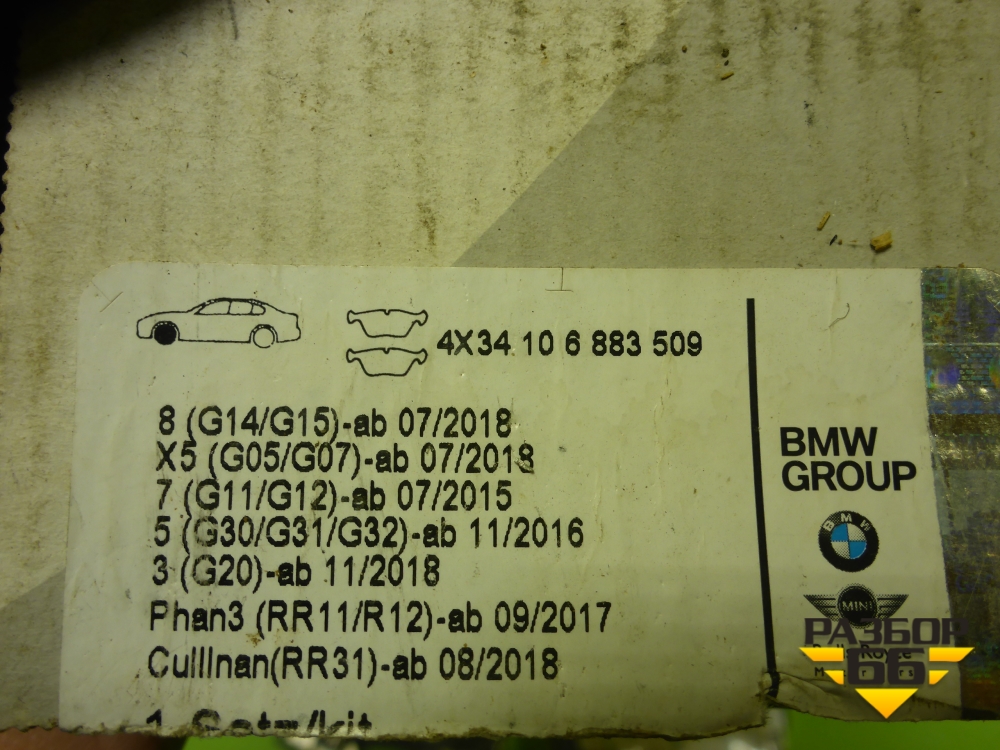 4X34 10 6 883 509
8 (G14/G15)-ab 07/2018
X5 (G05/G07)-ab 07/2018
7 (G11/G12)-ab 07/2015
5 (G30/G31/G32)-ab 11/2016
3 (G20)-ab 11/2018
Phan3 (RR11/R12)-ab 09/2017
Cullinan(RR31)-ab 08/2018
BMW
GROUP
BMW
MINI
РАЗБОР
66